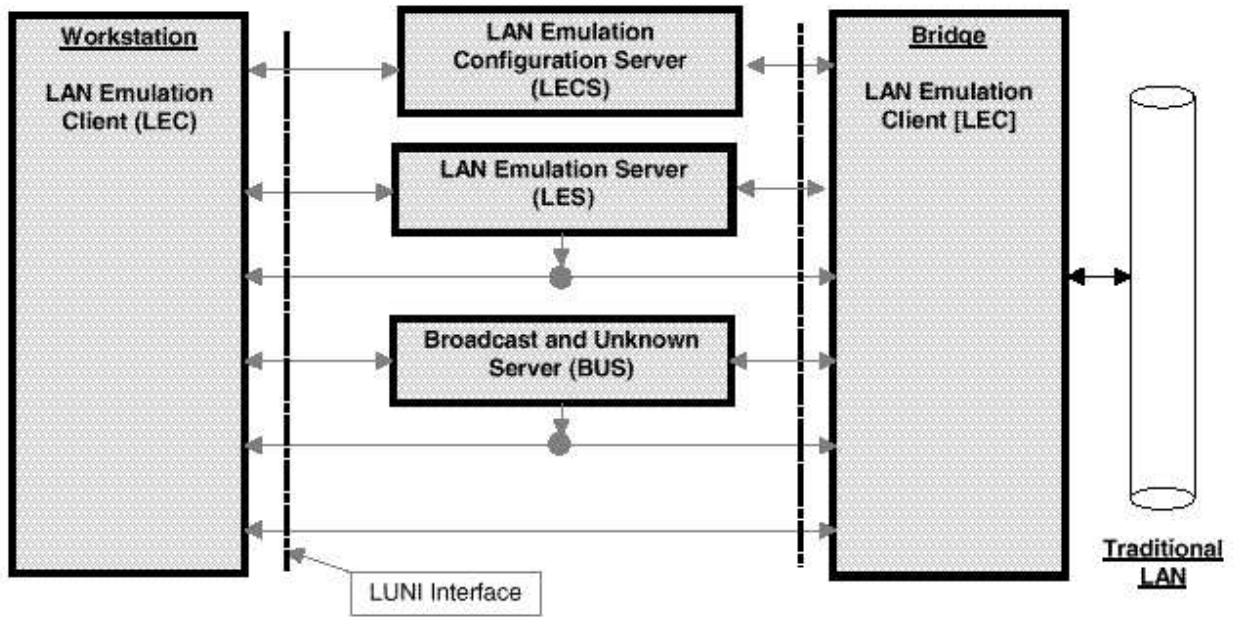 Workstation
LAN Emulation
Client (LEC)
LAN Emulation
Configuration Server
(LECS)
Bridge
LAN Emulation
Client [LEC]
LAN Emulation Server
(LES)
Broadcast and Unknown
Server (BUS)
Traditional
LAN
LUNI Interface